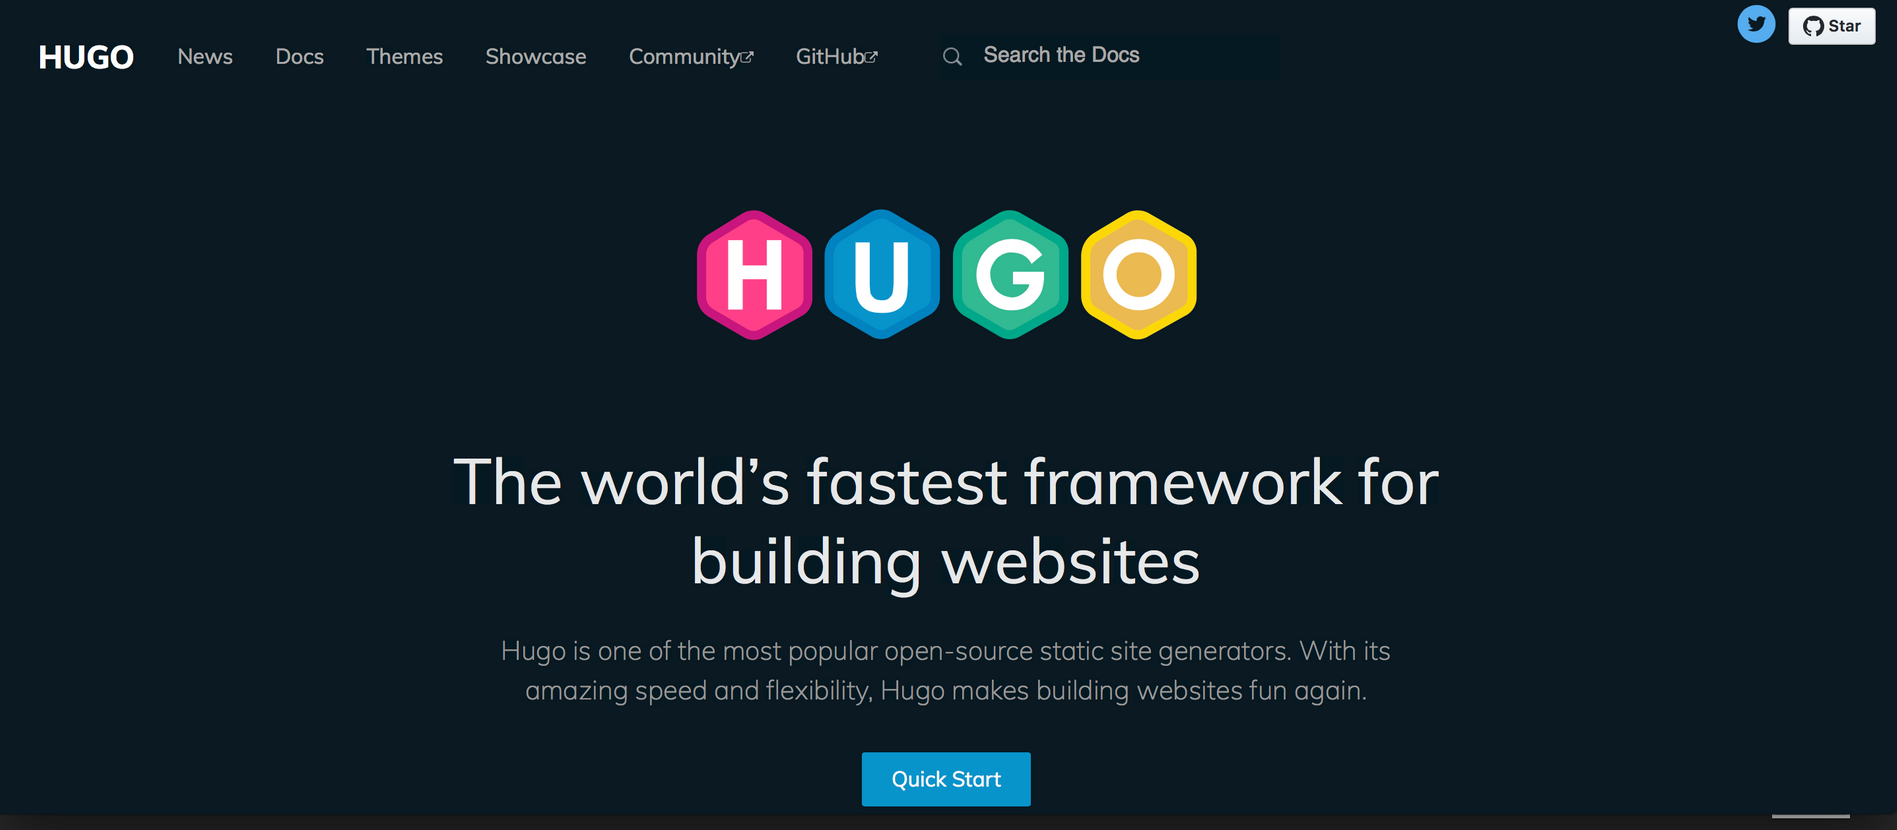 HUGO News Docs Themes Showcase Community GitHub Search the Docs Star
HUGO
The world’s fastest framework for
building websites
Hugo is one of the most popular open-source static site generators. With its
amazing speed and flexibility, Hugo makes building websites fun again.
Quick Start